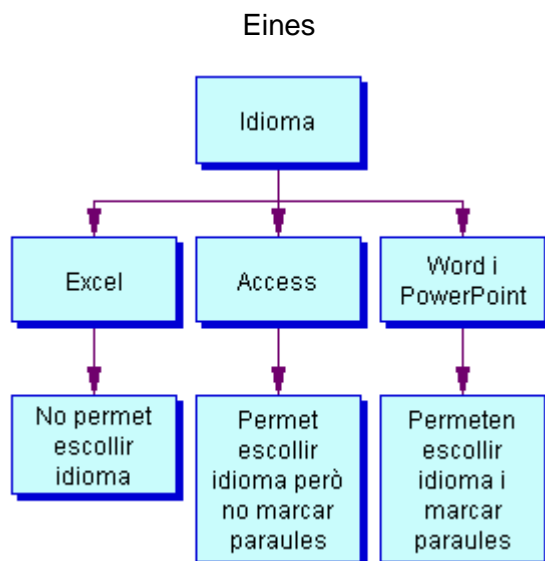 Eines
Idioma
Excel
Access
Word i
PowerPoint
No permet
escollir
idioma
Permet
escollir
idioma però
no marcar
paraules
Permeten
escollir
idioma i
marcar
paraules